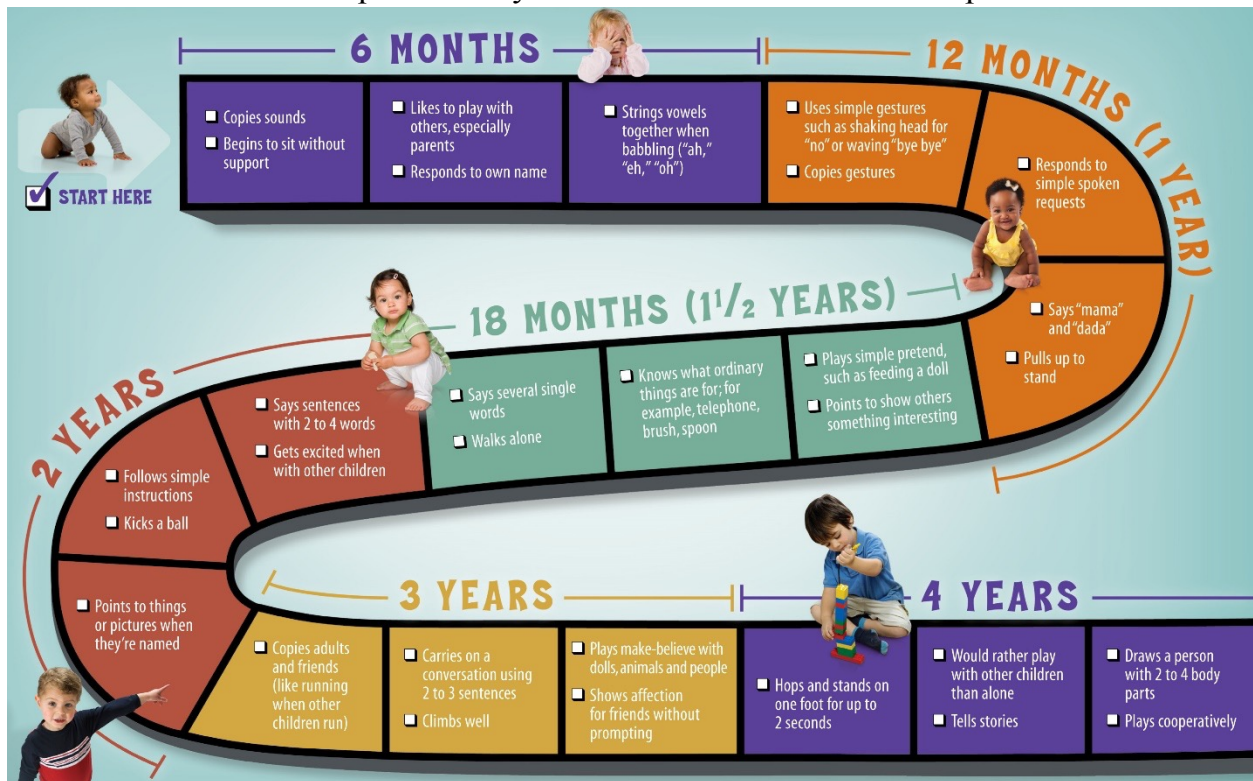 START HERE
6 MONTHS
Copies sounds
Begins to sit without
support
Likes to play with
others, especially
parents
Responds to own name
Strings vowels
together when
babbling ("ah,"
"eh," "oh")
12 MONTHS (1 YEAR)
Uses simple gestures
such as shaking head for
"no" or waving "bye bye"
Copies gestures
Responds to
simple spoken
requests
Says "mama"
and "dada"
Pulls up to
stand
18 MONTHS (1 1/2 YEARS)
Plays simple pretend,
such as feeding a doll
Points to show others
something interesting
Knows what ordinary
things are for; for
example, telephone,
brush, spoon
Says several single
words
Walks alone
2 YEARS
Says sentences
with 2 to 4 words
Gets excited when
with other children
Follows simple
instructions
Kicks a ball
Points to things
or pictures when
they're named
3 YEARS
Copies adults
and friends
(like running
when other
children run)
Carries on a
conversation using
2 to 3 sentences
Climbs well
Plays make-believe with
dolls, animals and people
Shows affection
for friends without
prompting
4 YEARS
Hops and stands on
one foot for up to
2 seconds
Would rather play
with other children
than alone
Tells stories
Draws a person
with 2 to 4 body
parts
Plays cooperatively